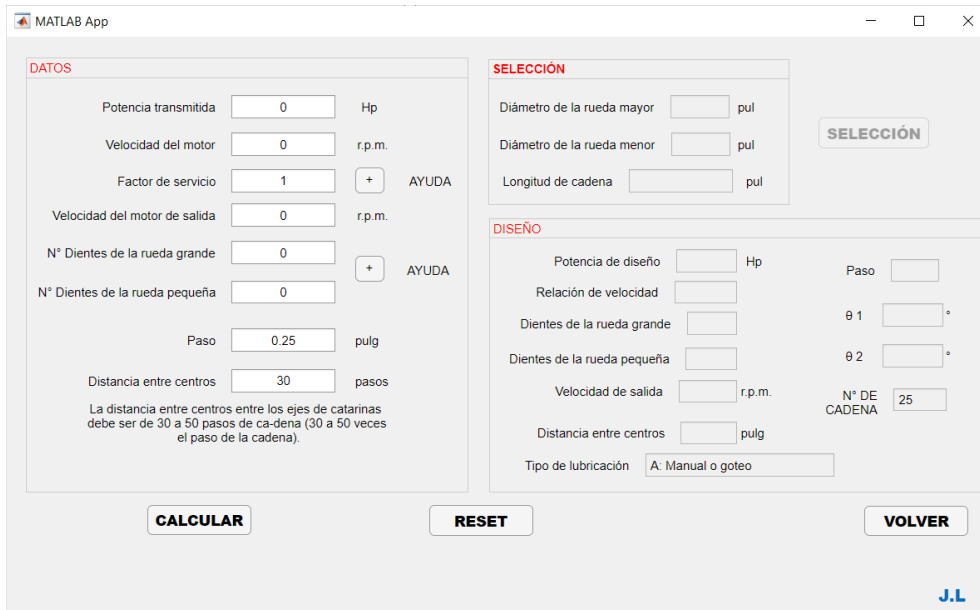 MATLAB App
DATOS
Potencia transmitida 0 Hp
Velocidad del motor 0 r.p.m.
Factor de servicio 1 + AYUDA
Velocidad del motor de salida 0 r.p.m.
N° Dientes de la rueda grande 0
+ AYUDA
N° Dientes de la rueda pequeña 0
Paso 0.25 pulg
Distancia entre centros 30 pasos
La distancia entre centros entre los ejes de catarinas
debe ser de 30 a 50 pasos de ca-dena (30 a 50 veces
el paso de la cadena).
SELECCIÓN
Diámetro de la rueda mayor pul
Diámetro de la rueda menor pul
Longitud de cadena pul
SELECCIÓN
DISEÑO
Potencia de diseño Hp
Relación de velocidad
Dientes de la rueda grande
Dientes de la rueda pequeña
Velocidad de salida r.p.m.
Distancia entre centros pulg
Tipo de lubricación A: Manual o goteo
Paso
θ 1 °
θ 2 °
N° DE
CADENA 25
CALCULAR
RESET
VOLVER
J.L